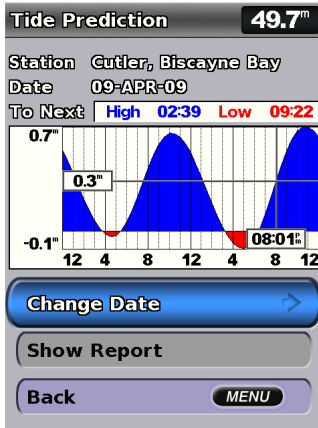 Tide Prediction 49.7m
Station Cutler, Biscayne Bay
Date 09-APR-09
To Next High 02:39 Low 09:22
0.7m
0.3m
-0.1m 08:01PM
12 4 8 12 4 8 12
Change Date
Show Report
Back MENU